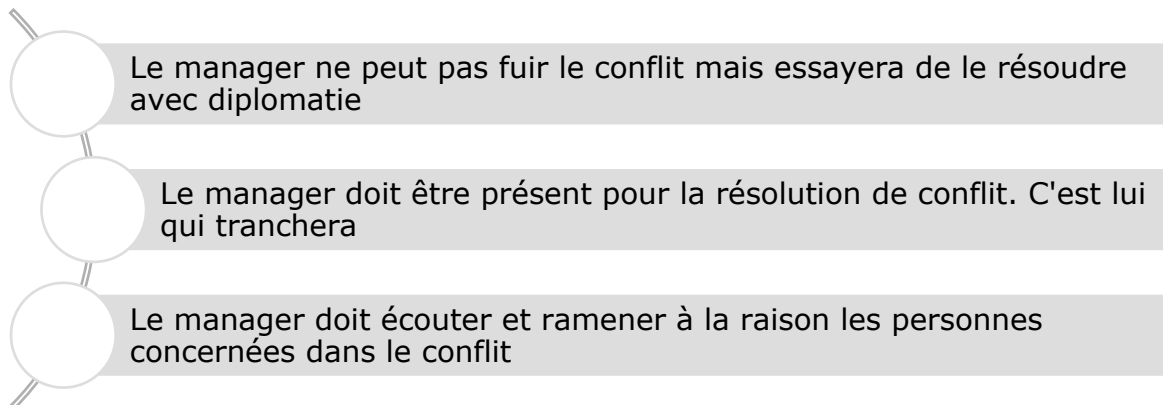 Le manager ne peut pas fuir le conflit mais essayera de le résoudre
avec diplomatie
Le manager doit être présent pour la résolution de conflit. C'est lui
qui tranchera
Le manager doit écouter et ramener à la raison les personnes
concernées dans le conflit